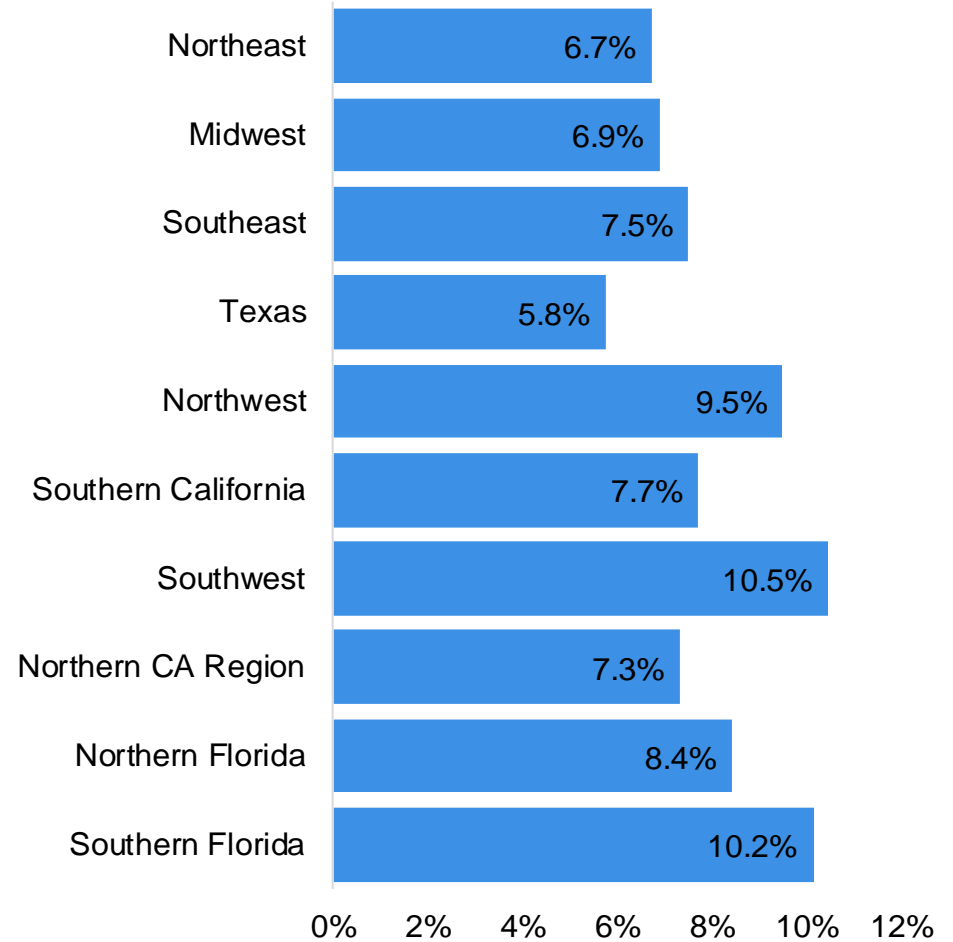 Northeast 6.7%
Midwest 6.9%
Southeast 7.5%
Texas 5.8%
Northwest 9.5%
Southern California 7.7%
Southwest 10.5%
Northern CA Region 7.3%
Northern Florida 8.4%
Southern Florida 10.2%
0% 2% 4% 6% 8% 10% 12%